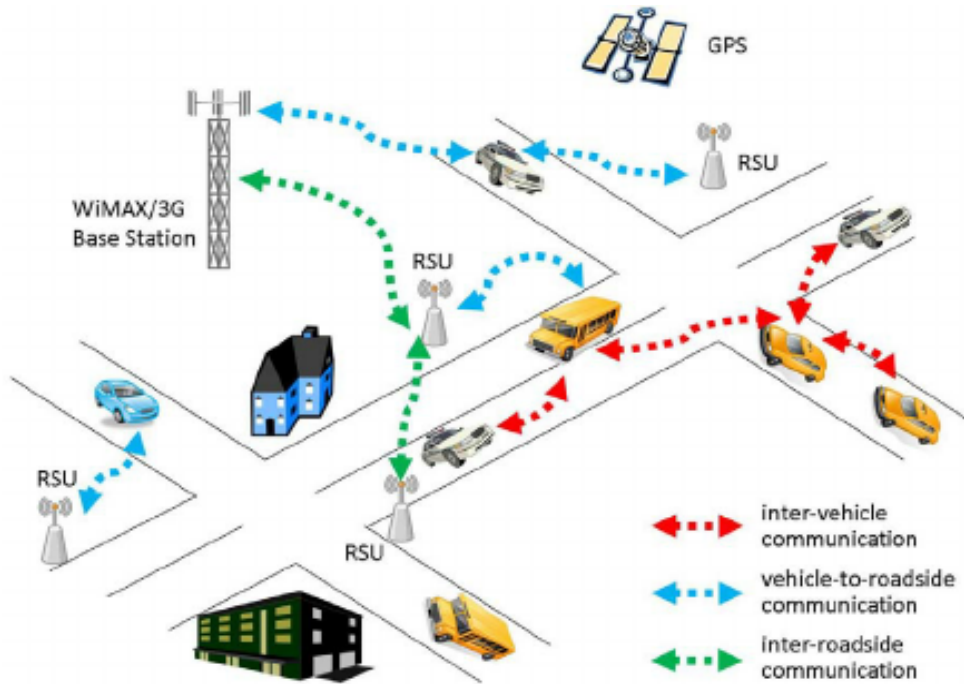 GPS
RSU
WiMAX/3G
Base Station
RSU
RSU
RSU
inter-vehicle
communication
vehicle-to-roadside
communication
inter-roadside
communication